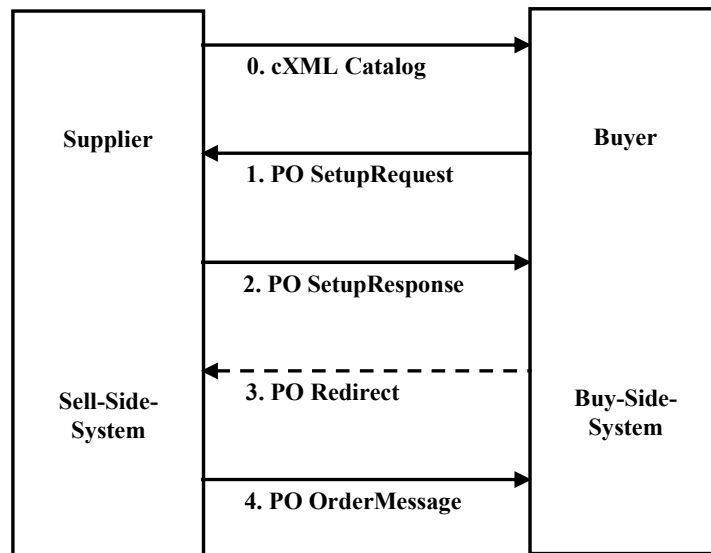 0. cXML Catalog
Supplier
Buyer
1. PO SetupRequest
2. PO SetupResponse
3. PO Redirect
Sell-Side-
System
Buy-Side-
System
4. PO OrderMessage